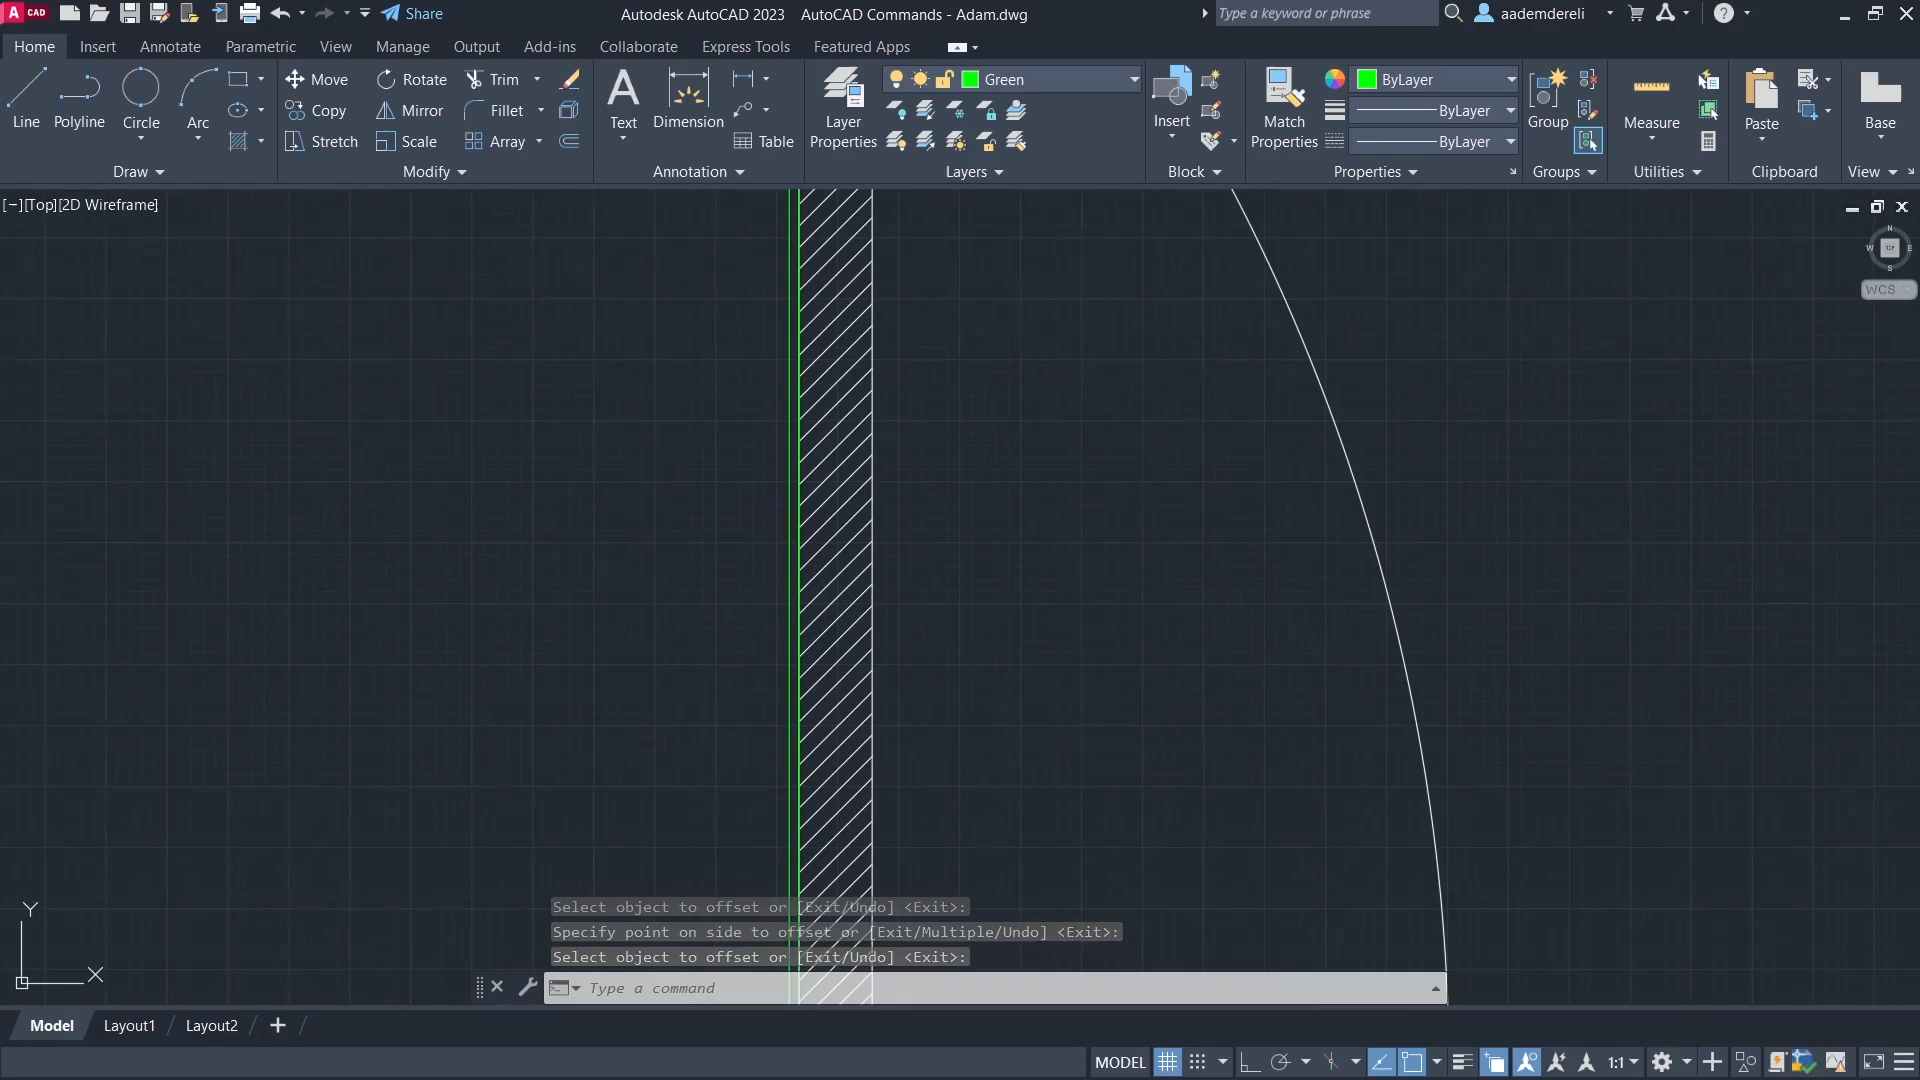 A CAD Share Autodesk AutoCAD 2023 AutoCAD Commands - Adam.dwg Type a keyword or phrase aademdereli ?
Home Insert Annotate Parametric View Manage Output Add-ins Collaborate Express Tools Featured Apps
Move Rotate Trim Green ByLayer
Copy Mirror Fillet ByLayer
Line Polyline Circle Arc Text Dimension Layer Insert Match Group Measure Paste Base
Stretch Scale Array Table Properties Properties ByLayer
Draw Modify Annotation Layers Block Properties Groups Utilities Clipboard View
[−][Top][2D Wireframe]
N
W TOP E
S
WCS
Select object to offset or [Exit/Undo] <Exit>:
Specify point on side to offset or [Exit/Multiple/Undo] <Exit>:
Select object to offset or [Exit/Undo] <Exit>:
Y
X
Type a command
Model Layout1 Layout2 +
MODEL 1:1